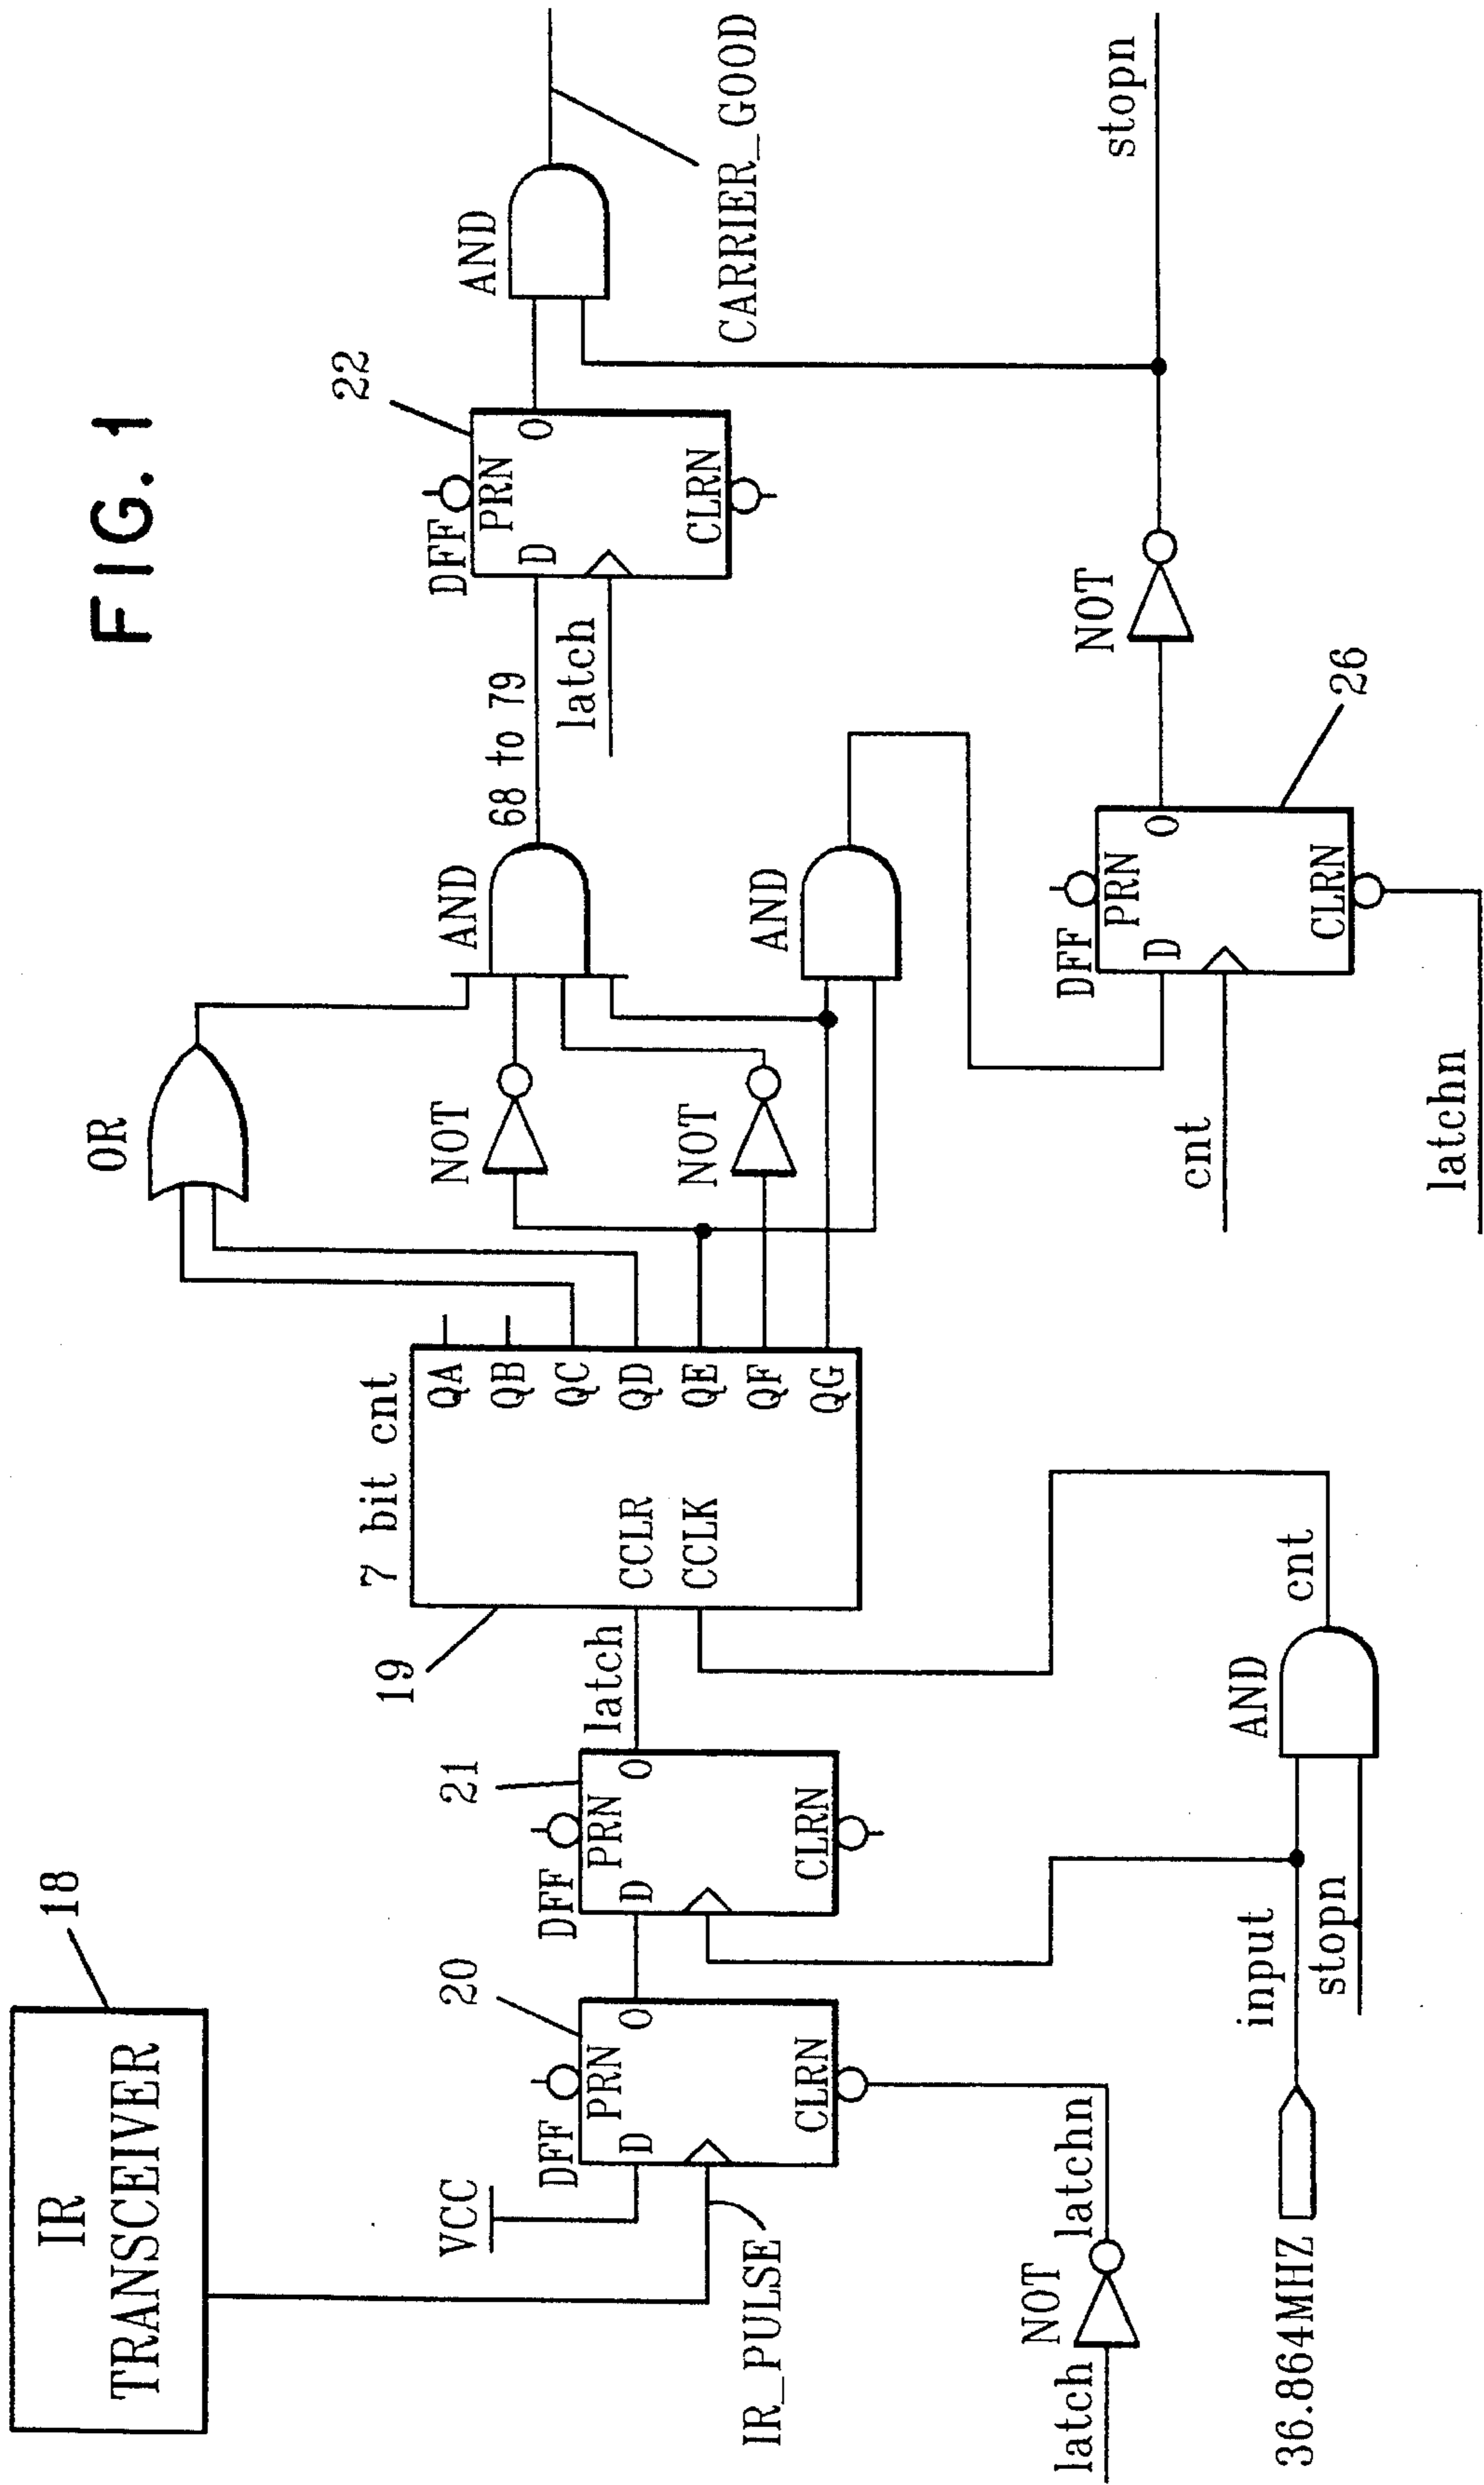 FIG. 1
IR
TRANSCEIVER
18
VCC
IR_PULSE
DFF
20
PRN
D
O
CLRN
latch
NOT
latchn
DFF
21
PRN
D
O
CLRN
36.864MHZ
input
stopn
AND
cnt
latch
19
7 bit cnt
CCLR
CCLK
QA
QB
QC
QD
QE
QF
QG
OR
NOT
NOT
AND
68 to 79
AND
latch
DFF
22
PRN
D
O
CLRN
AND
CARRIER_GOOD
cnt
latchn
DFF
26
PRN
D
O
CLRN
NOT
stopn